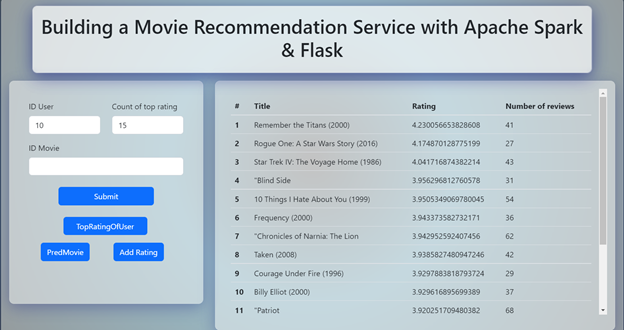 Building a Movie Recommendation Service with Apache Spark
& Flask
ID User Count of top rating
10 15
ID Movie
Submit
TopRatingOfUser
PredMovie Add Rating
# Title Rating Number of reviews
1 Remember the Titans (2000) 4.230056653828608 41
2 Rogue One: A Star Wars Story (2016) 4.174870128775199 27
3 Star Trek IV: The Voyage Home (1986) 4.041716874382214 43
4 "Blind Side 3.956296812760578 31
5 10 Things I Hate About You (1999) 3.9505349069780045 54
6 Frequency (2000) 3.943373582732171 36
7 "Chronicles of Narnia: The Lion 3.942952592407456 62
8 Taken (2008) 3.9385827480947246 42
9 Courage Under Fire (1996) 3.9297883818793724 29
10 Billy Elliot (2000) 3.929616895699389 37
11 "Patriot 3.920251709480382 68